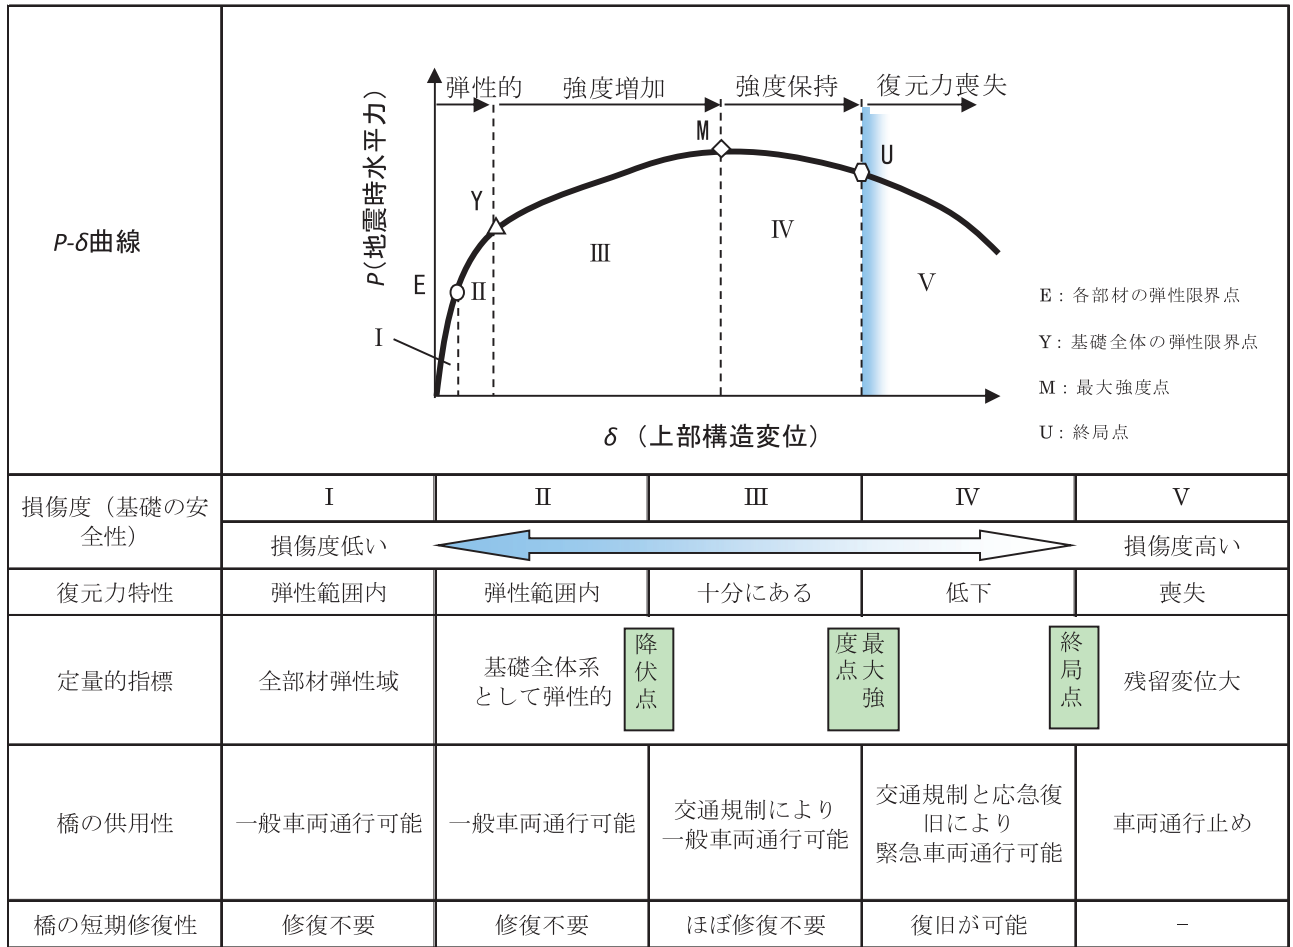 P-δ曲線
P(地震時水平力)
弾性的
強度増加
強度保持
復元力喪失
M
U
Y
E
Ⅱ
Ⅲ
Ⅳ
Ⅴ
Ⅰ
δ （上部構造変位）
E：各部材の弾性限界点
Y：基礎全体の弾性限界点
M：最大強度点
U：終局点
損傷度（基礎の安
全性）
Ⅰ
Ⅱ
Ⅲ
Ⅳ
Ⅴ
損傷度低い
損傷度高い
復元力特性
弾性範囲内
弾性範囲内
十分にある
低下
喪失
定量的指標
全部材弾性域
基礎全体系
として弾性的
降伏点
最大強
度点
終局点
残留変位大
橋の供用性
一般車両通行可能
一般車両通行可能
交通規制により
一般車両通行可能
交通規制と応急復
旧により
緊急車両通行可能
車両通行止め
橋の短期修復性
修復不要
修復不要
ほぼ修復不要
復旧が可能
−